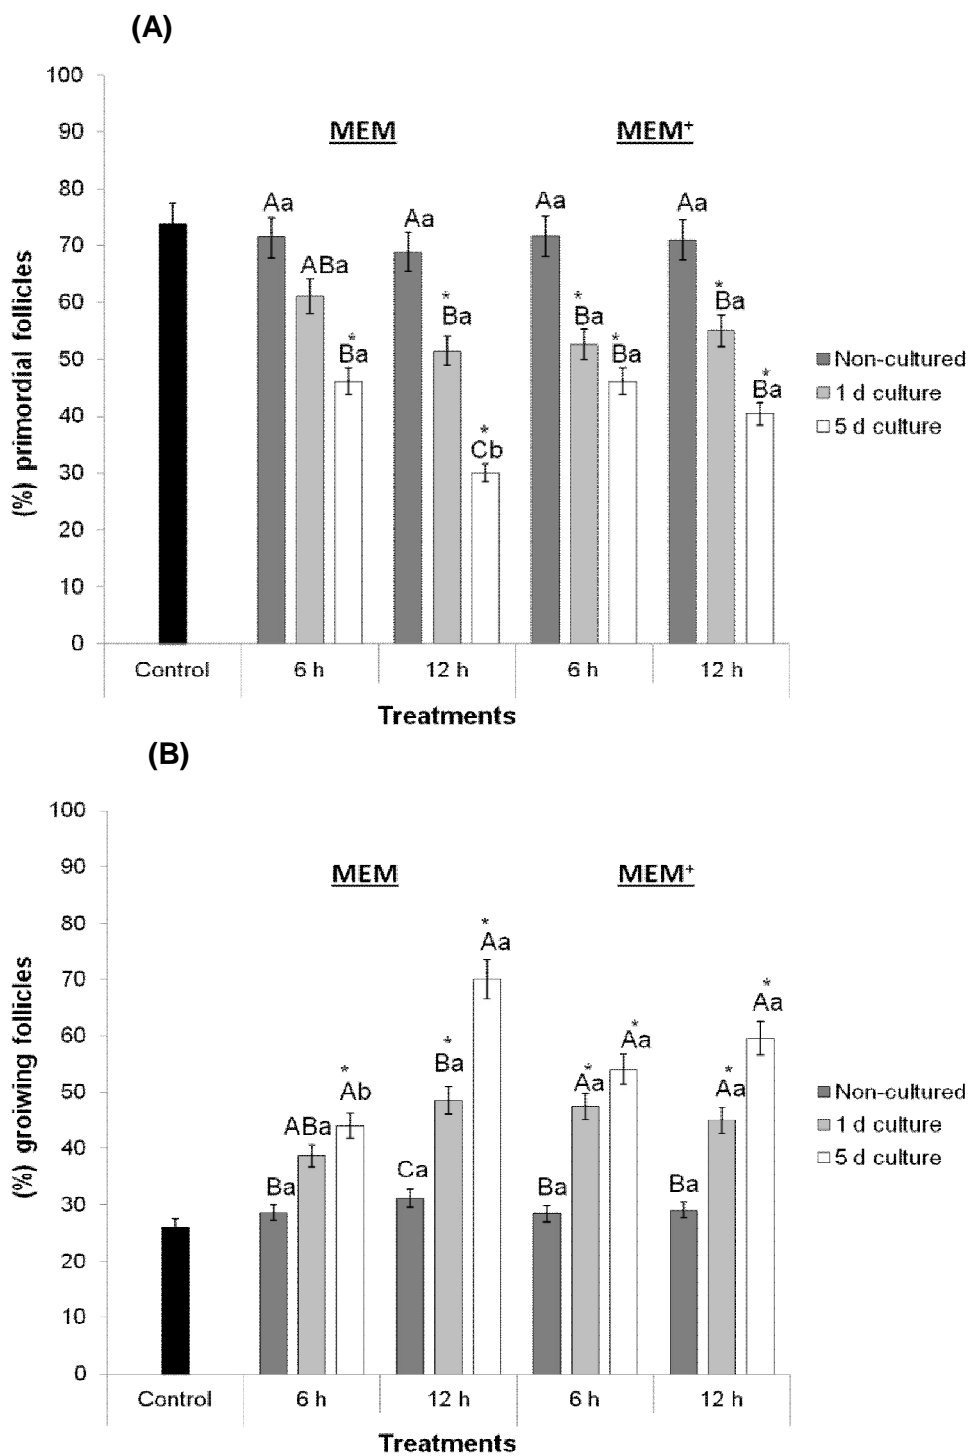 (A)
100
90
80
70
60
50
40
30
20
10
0
(%) primordial follicles
MEM
MEM⁺
Aa
ABa
*
Ba
Aa
*
Ba
*
Cb
Aa
*
Ba
*
Ba
Aa
*
Ba
*
Ba
Non-cultured
1 d culture
5 d culture
Control 6 h 12 h 6 h 12 h
Treatments
(B)
100
90
80
70
60
50
40
30
20
10
0
(%) groiwing follicles
MEM
MEM⁺
Ba
ABa
*
Ab
Ca
*
Ba
*
Aa
Ba
*
Aa
*
Aa
Ba
*
Aa
*
Aa
Non-cultured
1 d culture
5 d culture
Control 6 h 12 h 6 h 12 h
Treatments